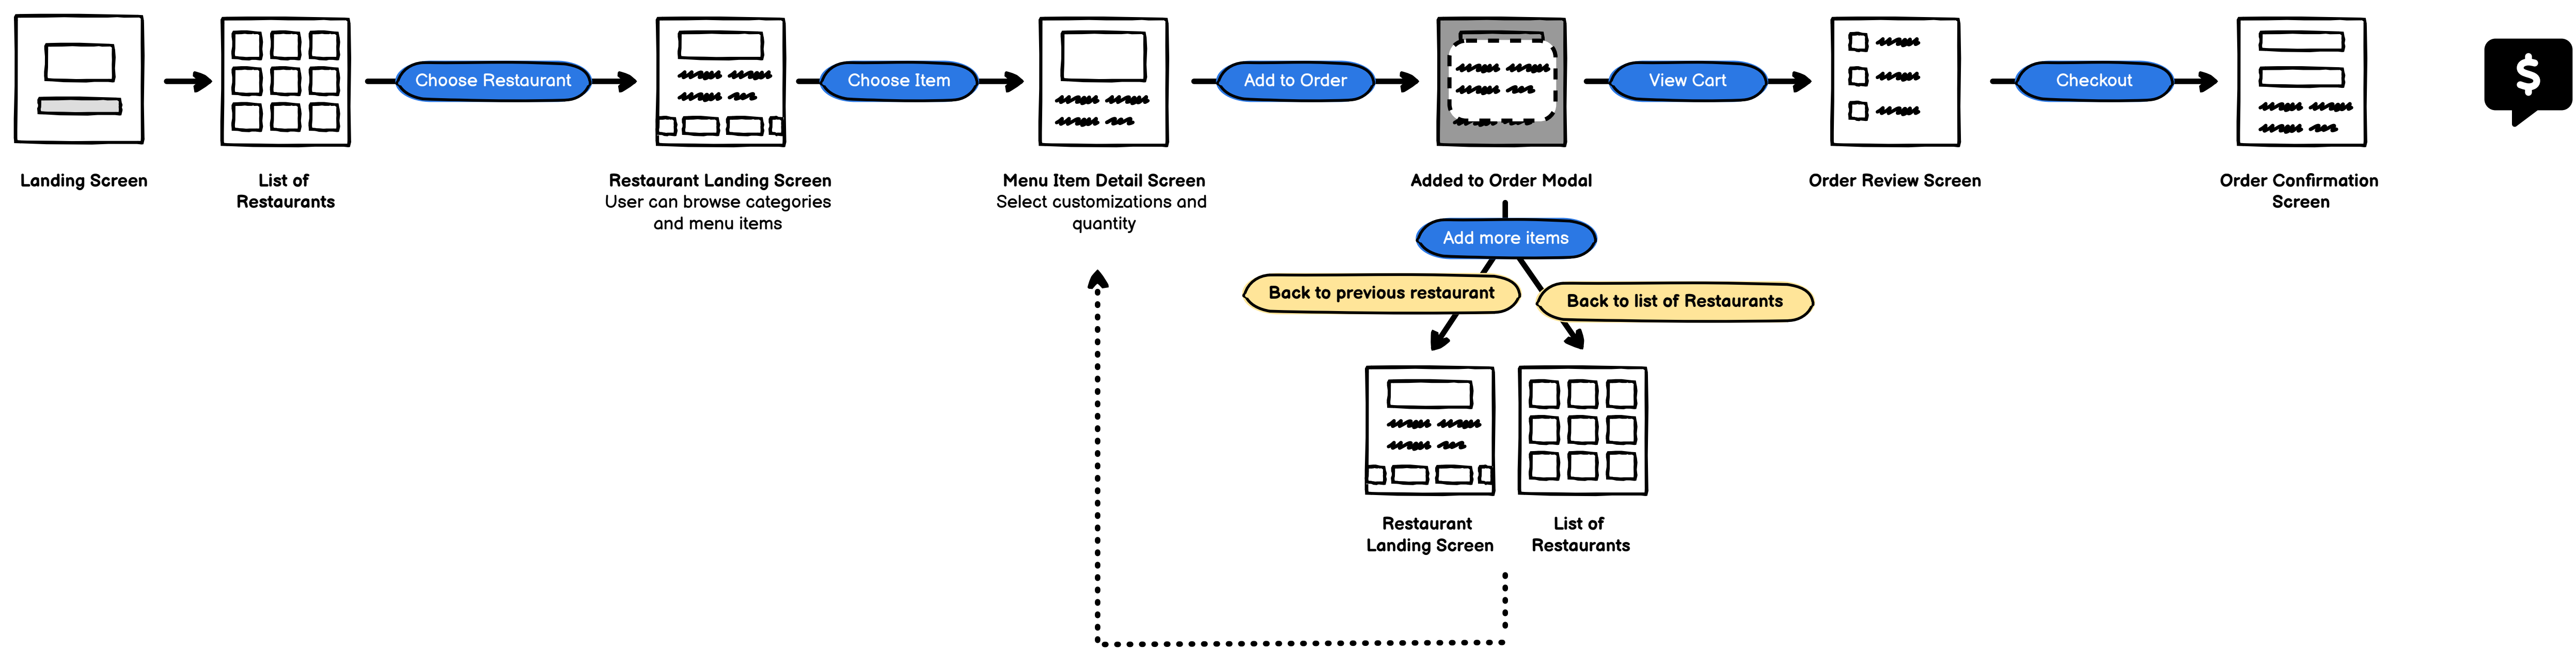 Choose Restaurant
Choose Item
Add to Order
View Cart
Checkout
$
Landing Screen
List of
Restaurants
Restaurant Landing Screen
User can browse categories
and menu items
Menu Item Detail Screen
Select customizations and
quantity
Added to Order Modal
Order Review Screen
Order Confirmation
Screen
Add more items
Back to previous restaurant
Back to list of Restaurants
Restaurant
Landing Screen
List of
Restaurants